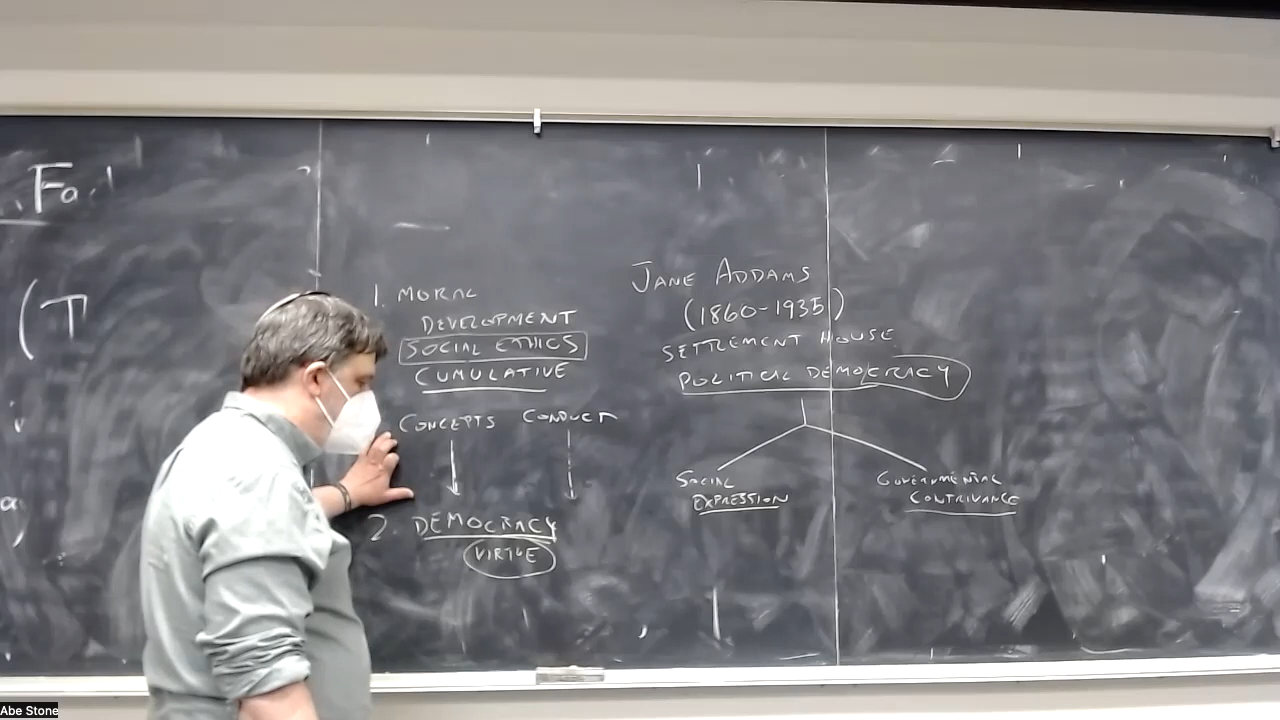 Fa
(T
1. MORAL
DEVELOPMENT
SOCIAL ETHICS
CUMULATIVE
CONCEPTS CONDUCT
2. DEMOCRACY
VIRTUE
JANE ADDAMS
(1860-1935)
SETTLEMENT HOUSE
POLITICAL DEMOCRACY
SOCIAL
EXPRESSION
GOVERNMENTAL
CONTRIVANCE
Abe Stone